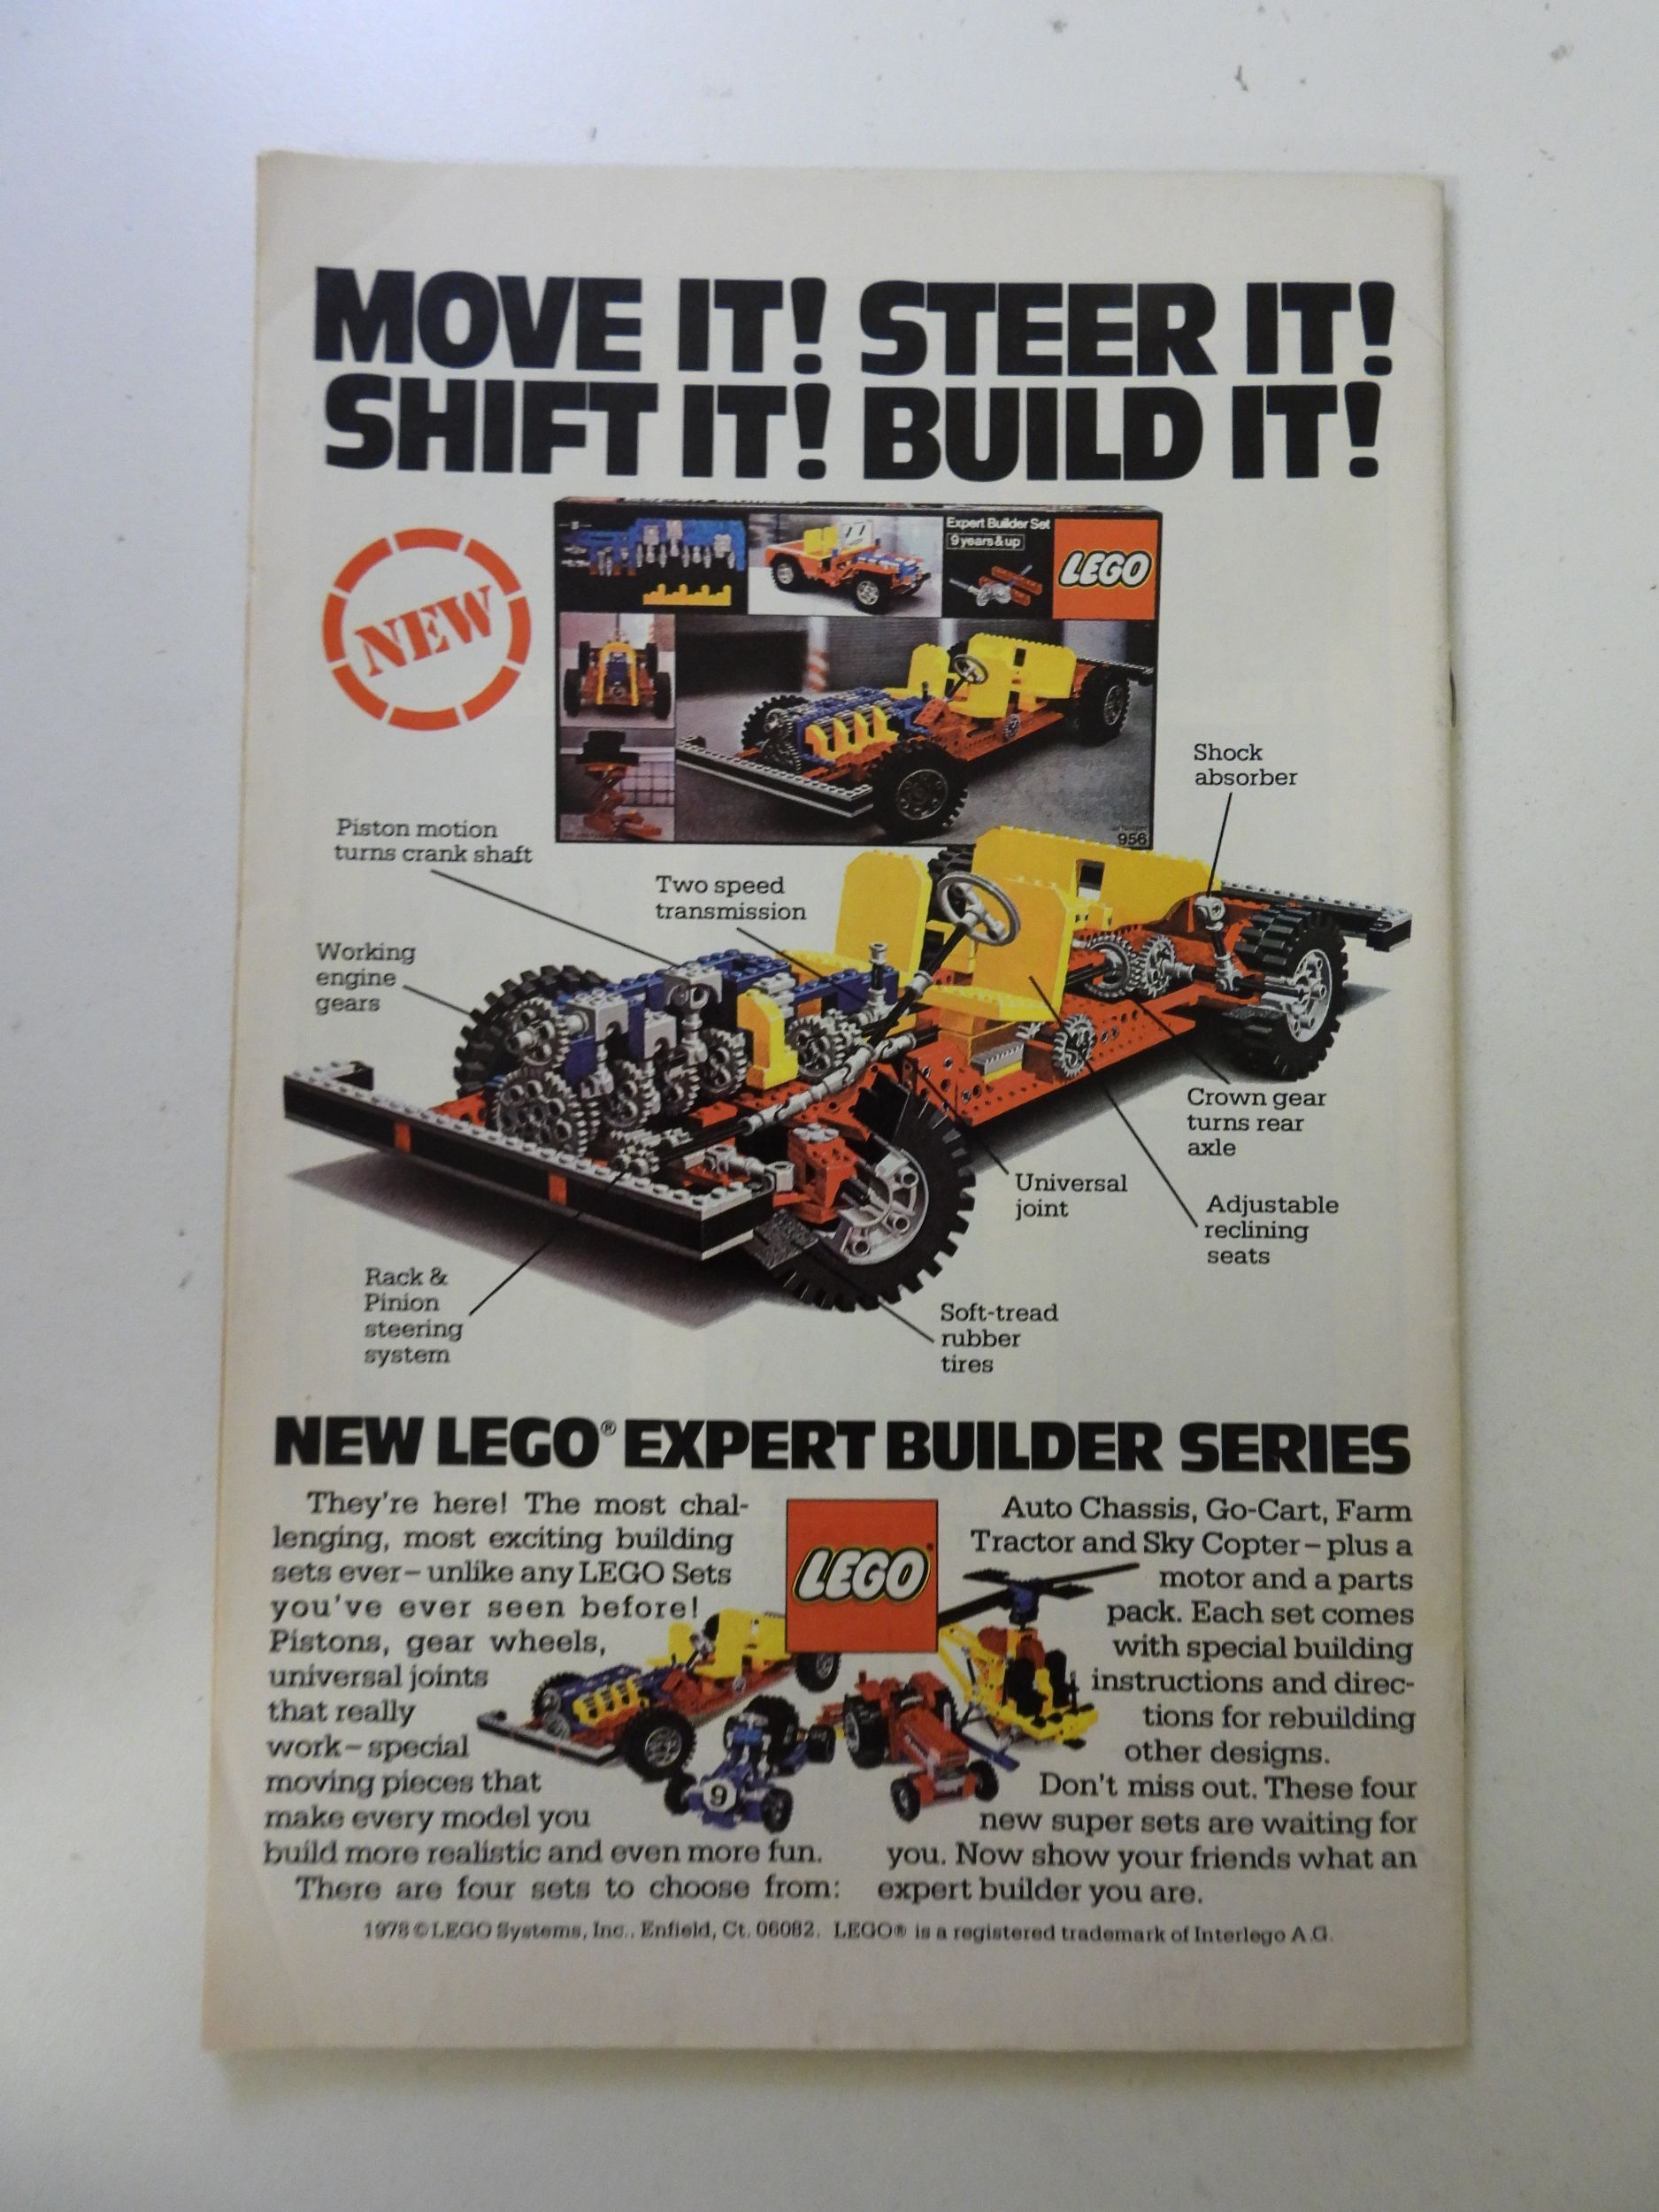 MOVE IT! STEER IT!
SHIFT IT! BUILD IT!
NEW
Expert Builder Set
9 years & up
LEGO
956
Shock
absorber
Piston motion
turns crank shaft
Two speed
transmission
Working
engine
gears
Crown gear
turns rear
axle
Universal
joint
Adjustable
reclining
seats
Rack &
Pinion
steering
system
Soft-tread
rubber
tires
NEW LEGO® EXPERT BUILDER SERIES
They're here! The most chal-
lenging, most exciting building
sets ever – unlike any LEGO Sets
you've ever seen before!
Pistons, gear wheels,
universal joints
that really
work – special
moving pieces that
make every model you
build more realistic and even more fun.
There are four sets to choose from:
LEGO®
9
Auto Chassis, Go-Cart, Farm
Tractor and Sky Copter – plus a
motor and a parts
pack. Each set comes
with special building
instructions and direc-
tions for rebuilding
other designs.
Don't miss out. These four
new super sets are waiting for
you. Now show your friends what an
expert builder you are.
1978 © LEGO Systems, Inc., Enfield, Ct. 06082. LEGO® is a registered trademark of Interlego A.G.